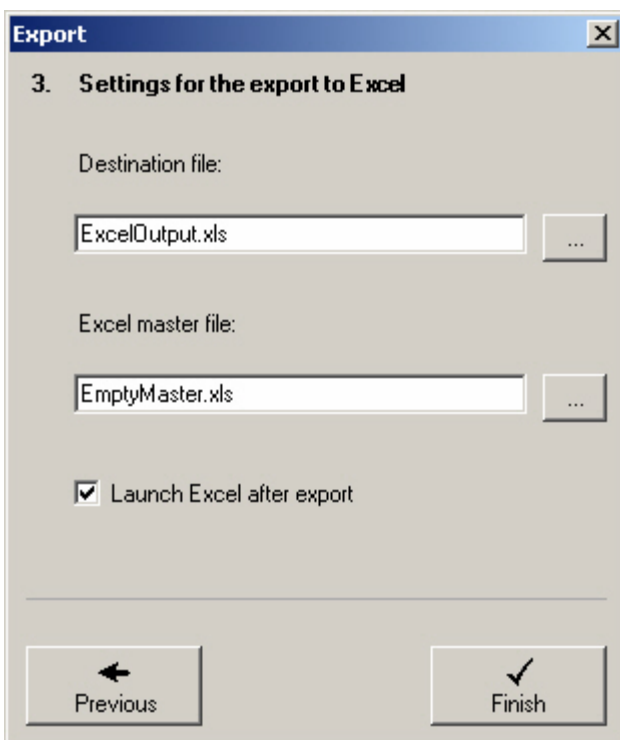 Export
3. Settings for the export to Excel
Destination file:
ExcelOutput.xls
...
Excel master file:
EmptyMaster.xls
...
Launch Excel after export
Previous
Finish